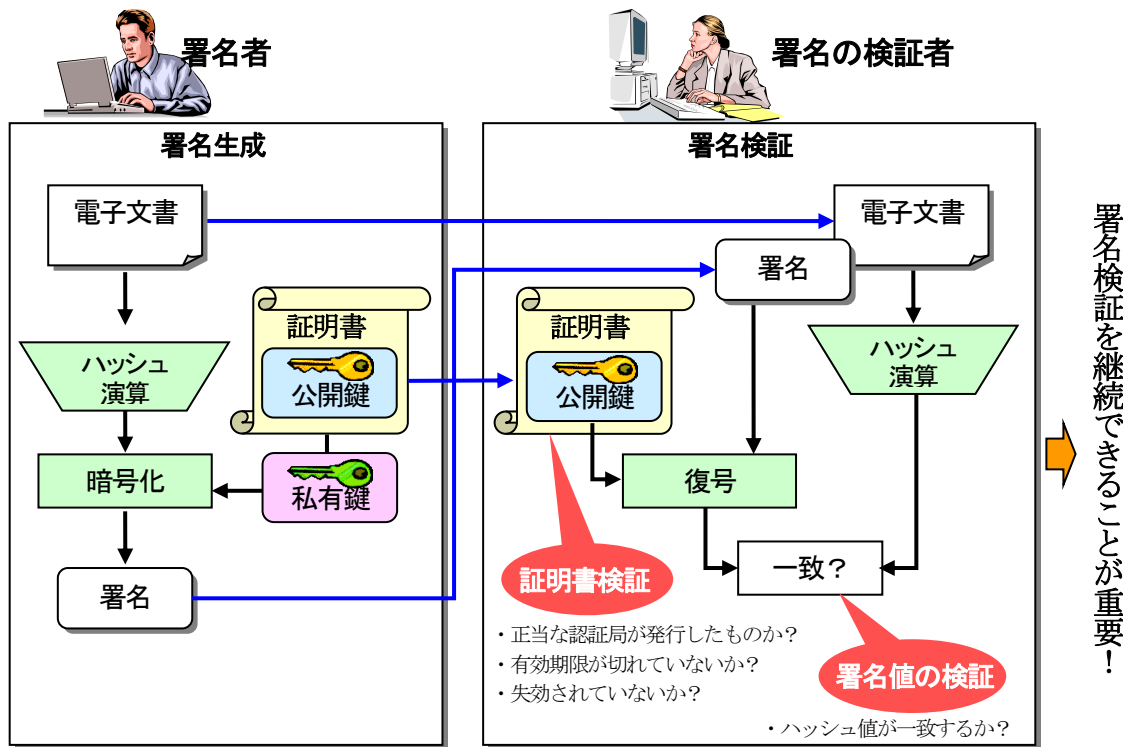 署名者
署名の検証者
署名生成
電子文書
ハッシュ
演算
証明書
公開鍵
暗号化
私有鍵
署名
署名検証
電子文書
署名
証明書
公開鍵
ハッシュ
演算
復号
一致？
証明書検証
・正当な認証局が発行したものか？
・有効期限が切れていないか？
・失効されていないか？
署名値の検証
・ハッシュ値が一致するか？
署名検証を継続できることが重要！